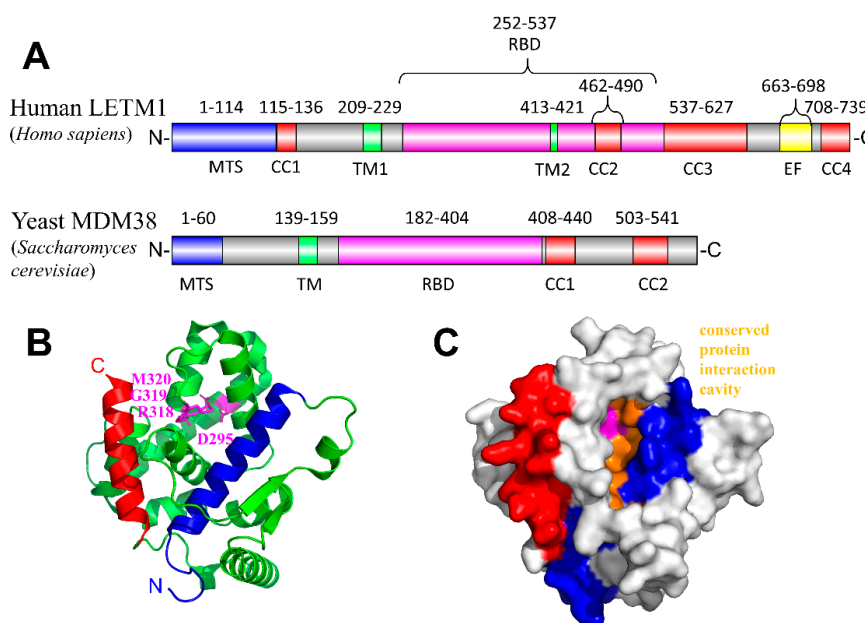 A
252-537
RBD
462-490
663-698
Human LETM1
1-114
115-136
209-229
413-421
537-627
708-739
(Homo sapiens)
N-
-C
MTS
CC1
TM1
TM2
CC2
CC3
EF
CC4
Yeast MDM38
1-60
139-159
182-404
408-440
503-541
(Saccharomyces
cerevisiae)
N-
-C
MTS
TM
RBD
CC1
CC2
B
C
M320
G319
R318
D295
N
C
conserved
protein
interaction
cavity